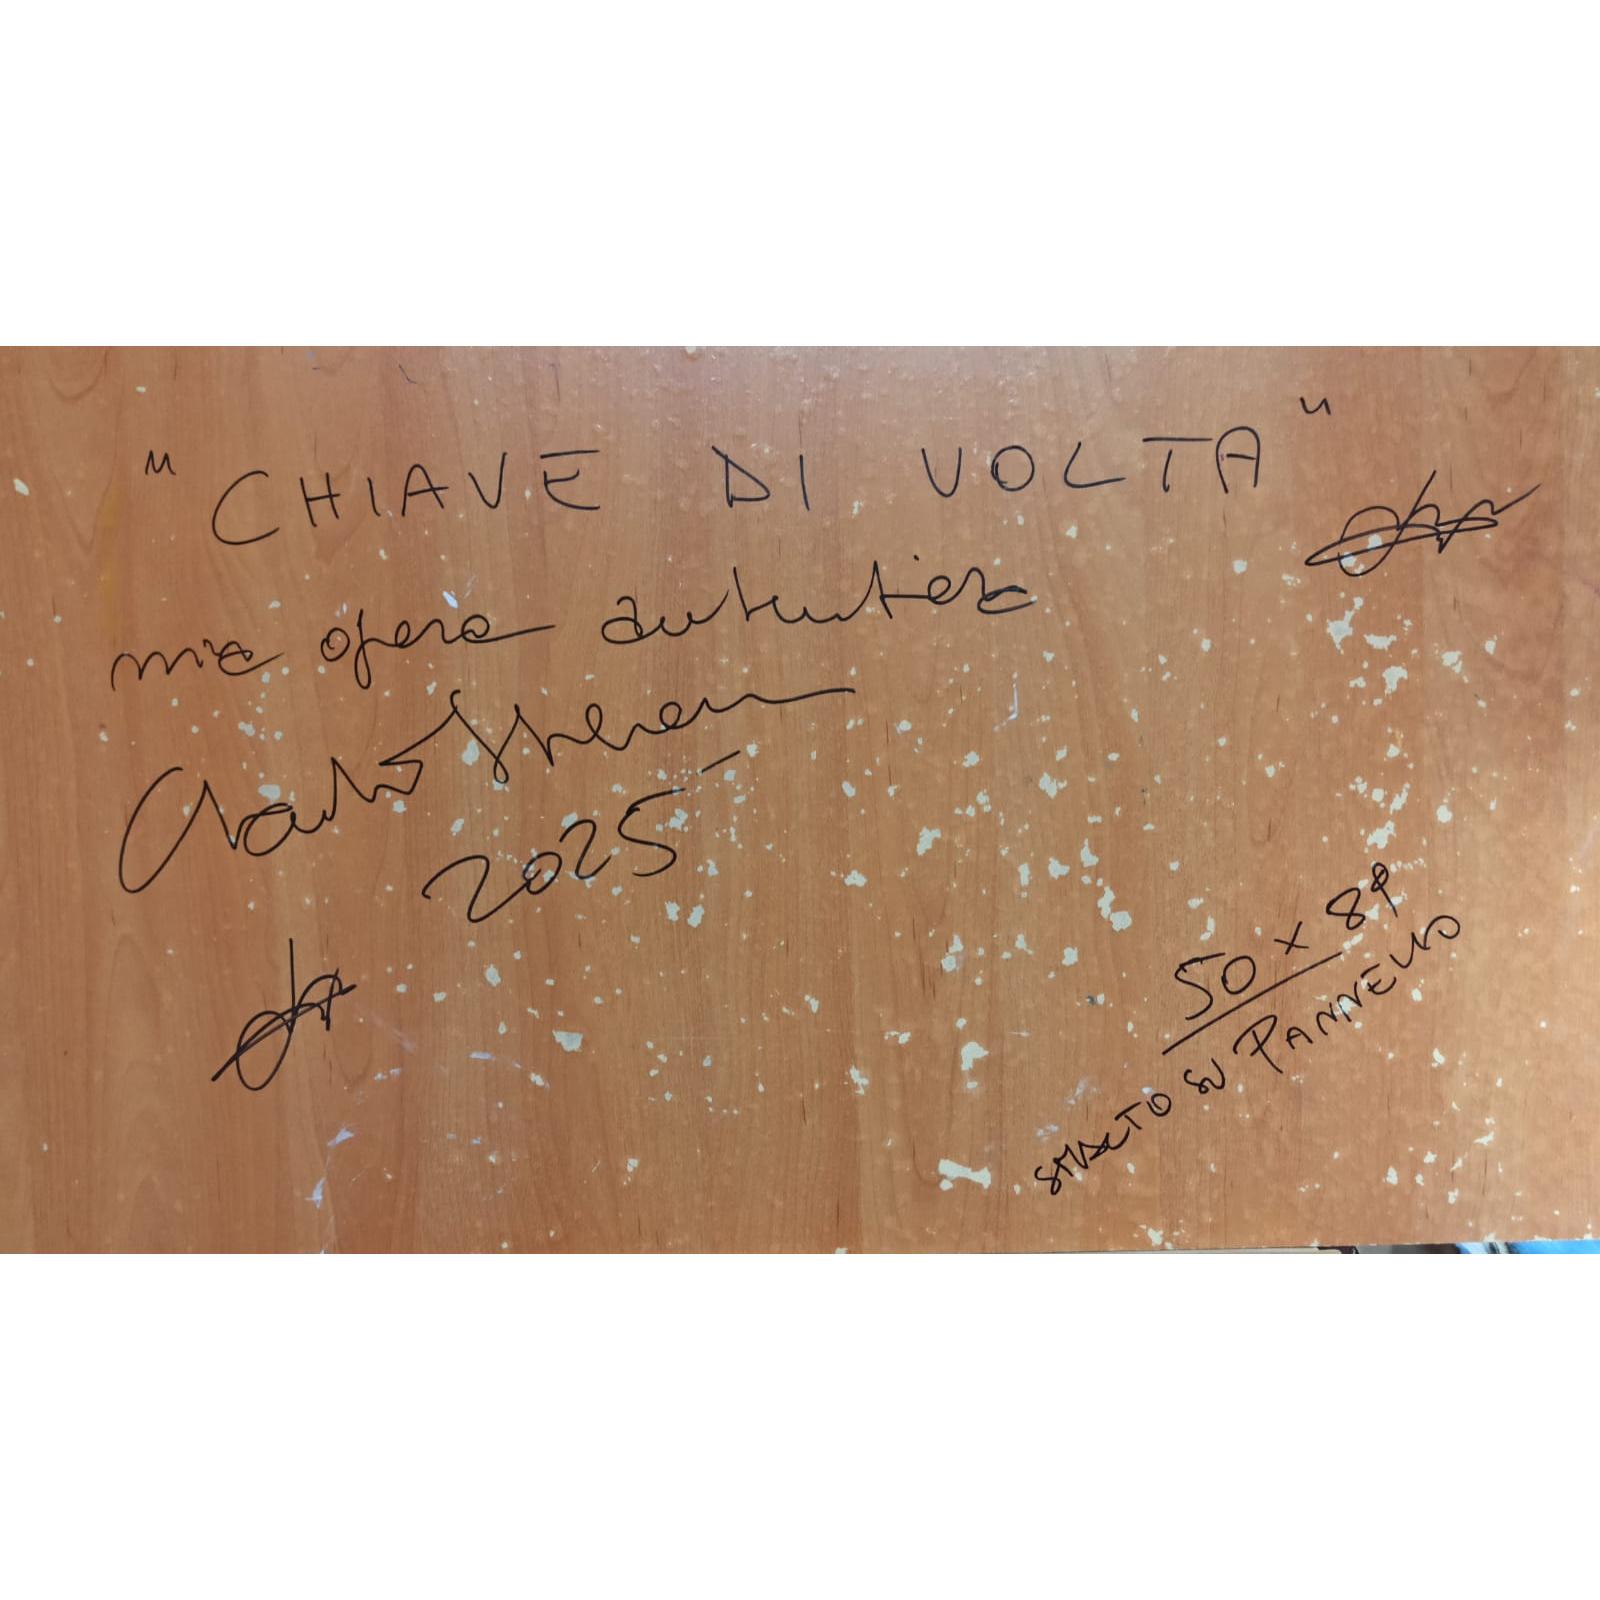 "CHIAVE DI VOLTA"
mia opera autentica
2025
50 x 89
SMALTO SU PANNELLO